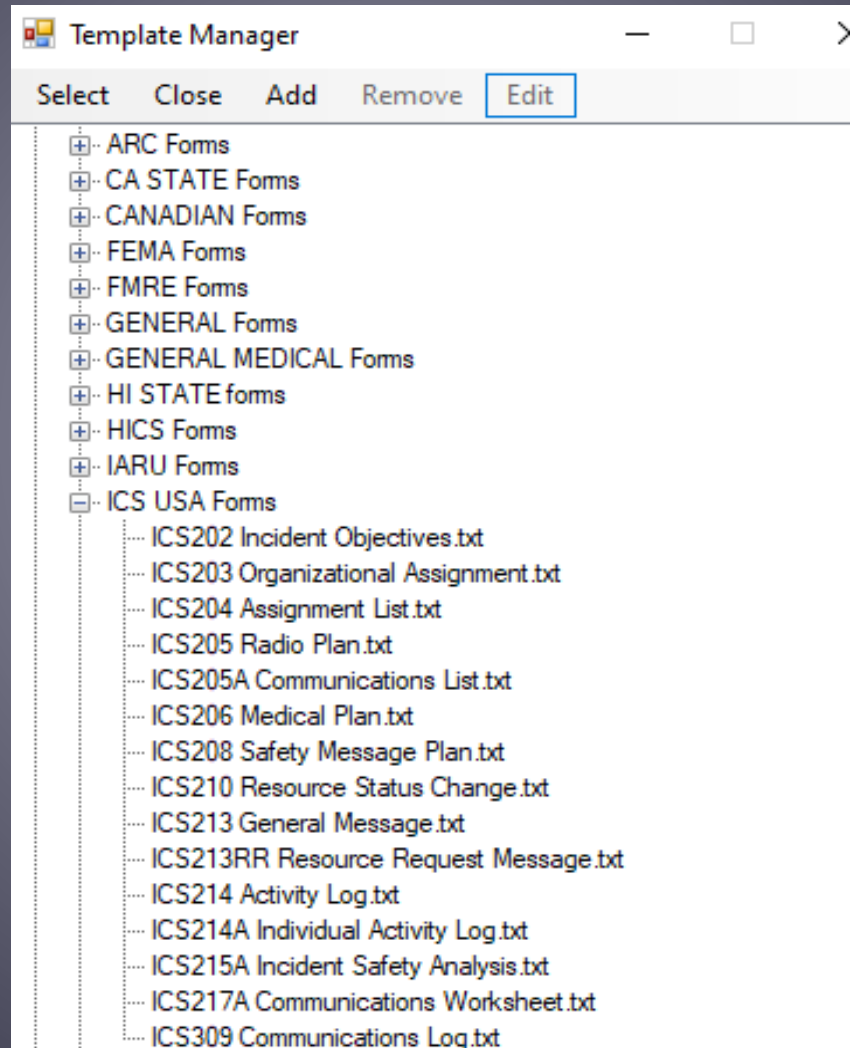 Template Manager
Select Close Add Remove Edit
ARC Forms
CA STATE Forms
CANADIAN Forms
FEMA Forms
FMRE Forms
GENERAL Forms
GENERAL MEDICAL Forms
HI STATE forms
HICS Forms
IARU Forms
ICS USA Forms
ICS202 Incident Objectives.txt
ICS203 Organizational Assignment.txt
ICS204 Assignment List.txt
ICS205 Radio Plan.txt
ICS205A Communications List.txt
ICS206 Medical Plan.txt
ICS208 Safety Message Plan.txt
ICS210 Resource Status Change.txt
ICS213 General Message.txt
ICS213RR Resource Request Message.txt
ICS214 Activity Log.txt
ICS214A Individual Activity Log.txt
ICS215A Incident Safety Analysis.txt
ICS217A Communications Worksheet.txt
ICS309 Communications Log.txt